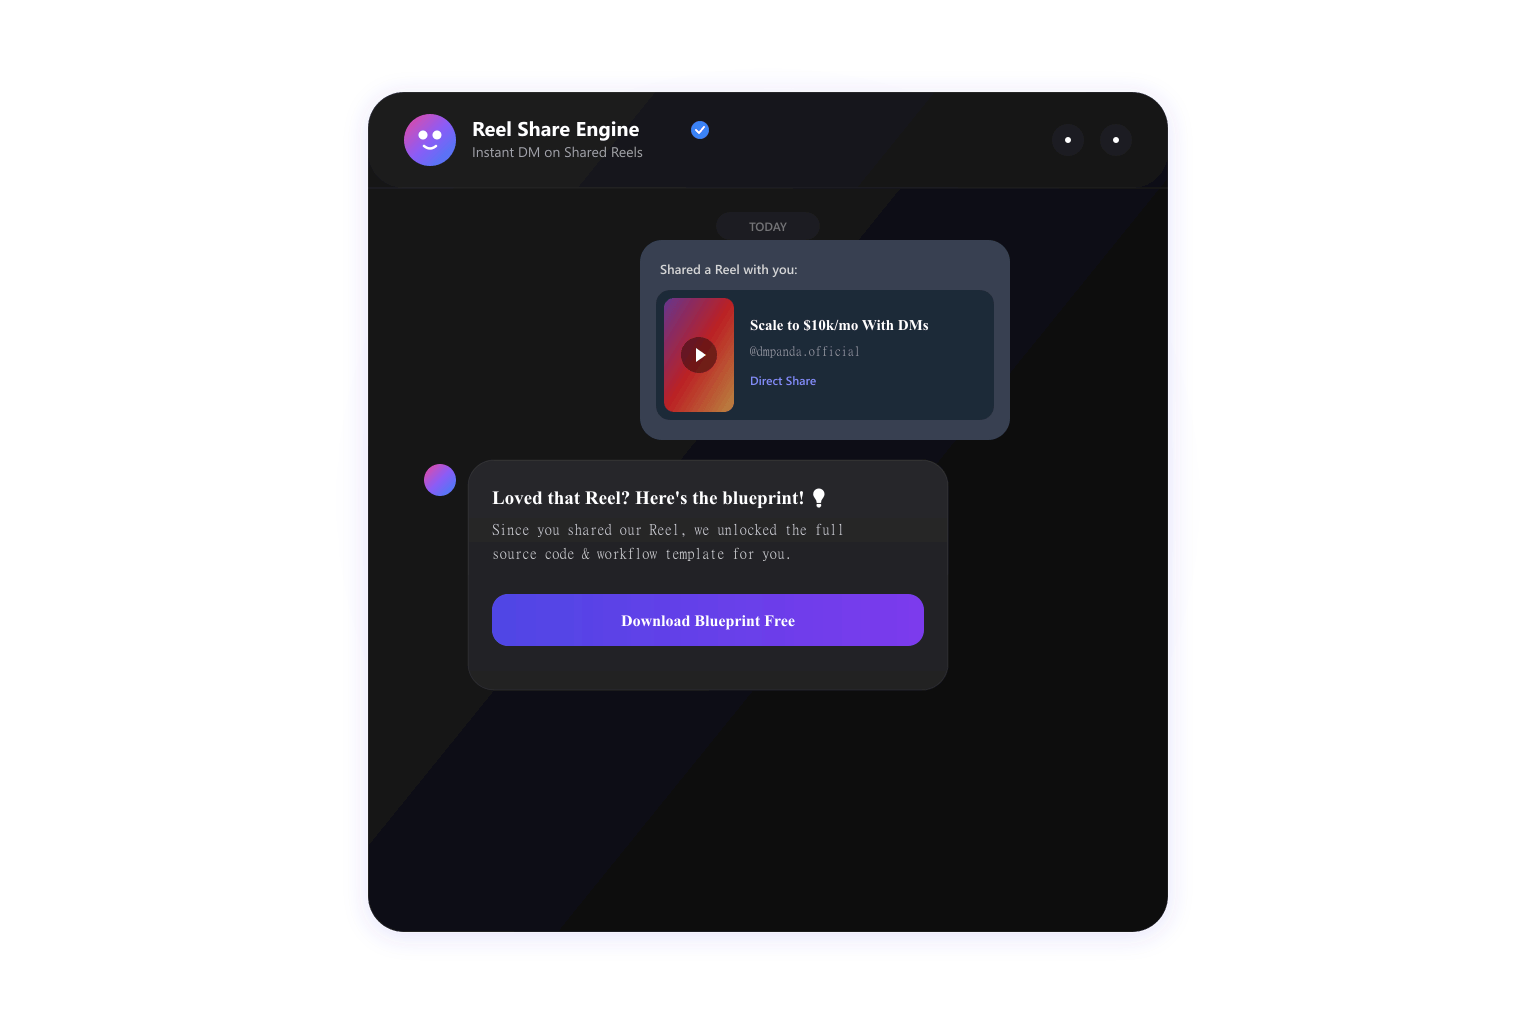 Reel Share Engine
Instant DM on Shared Reels
TODAY
Shared a Reel with you:
Scale to $10k/mo With DMs
@dmpanda.official
Direct Share
Loved that Reel? Here's the blueprint!
Since you shared our Reel, we unlocked the full
source code & workflow template for you.
Download Blueprint Free